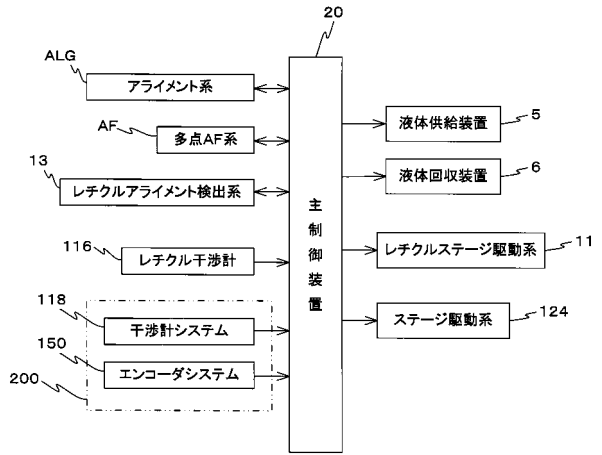 20
ALG
アライメント系
AF
多点AF系
13
レチクルアライメント検出系
116
レチクル干渉計
118
干渉計システム
150
エンコーダシステム
200
主制御装置
液体供給装置
5
液体回収装置
6
レチクルステージ駆動系
11
ステージ駆動系
124